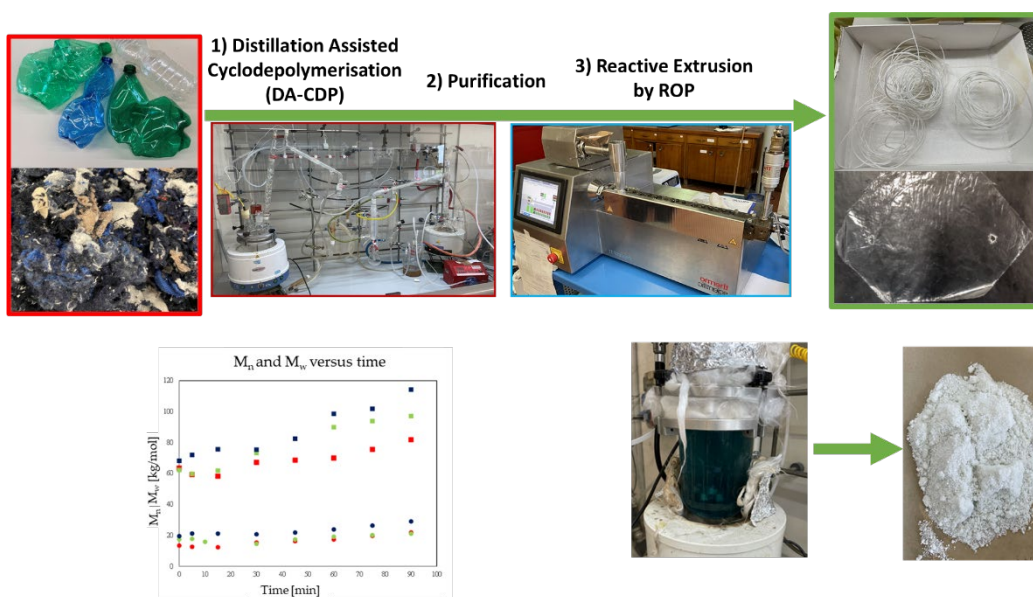 1) Distillation Assisted
Cyclodepolymerisation
(DA-CDP)
2) Purification
3) Reactive Extrusion
by ROP
Mₙ and M_w versus time
120
100
80
60
40
20
0
|Mₙ|M_w [kg/mol]|
0 10 20 30 40 50 60 70 80 90 100
Time [min]